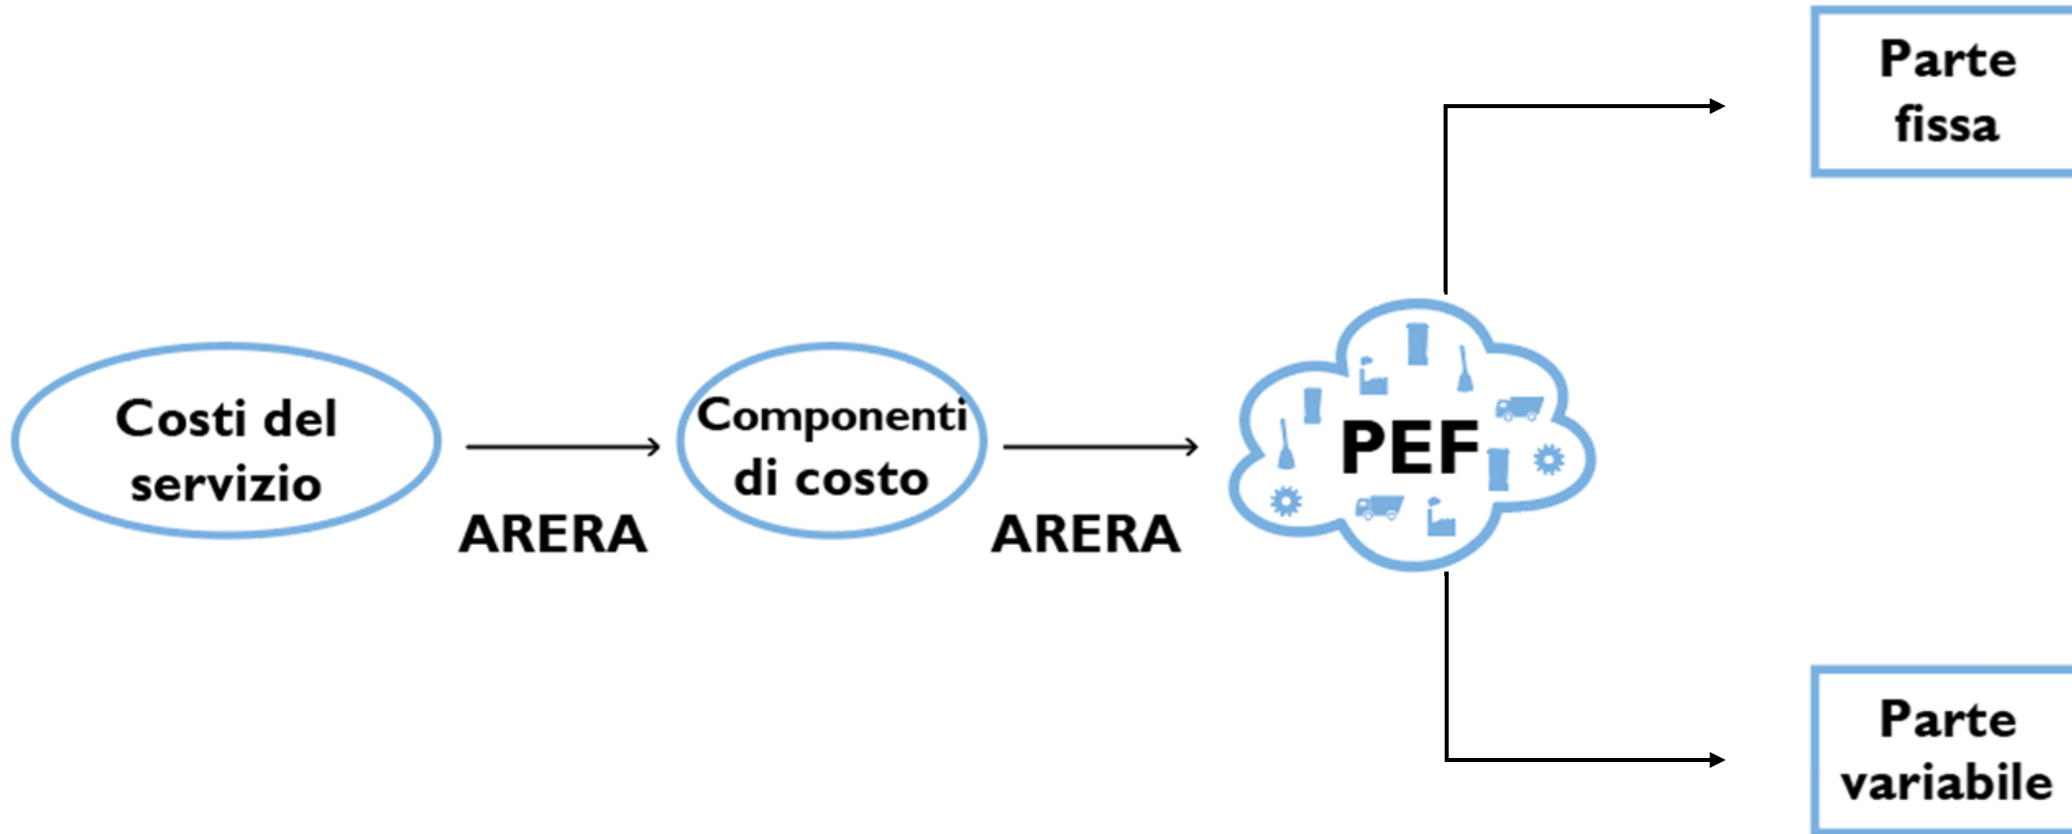 Costi del
servizio
ARERA
Componenti
di costo
ARERA
PEF
Parte
fissa
Parte
variabile